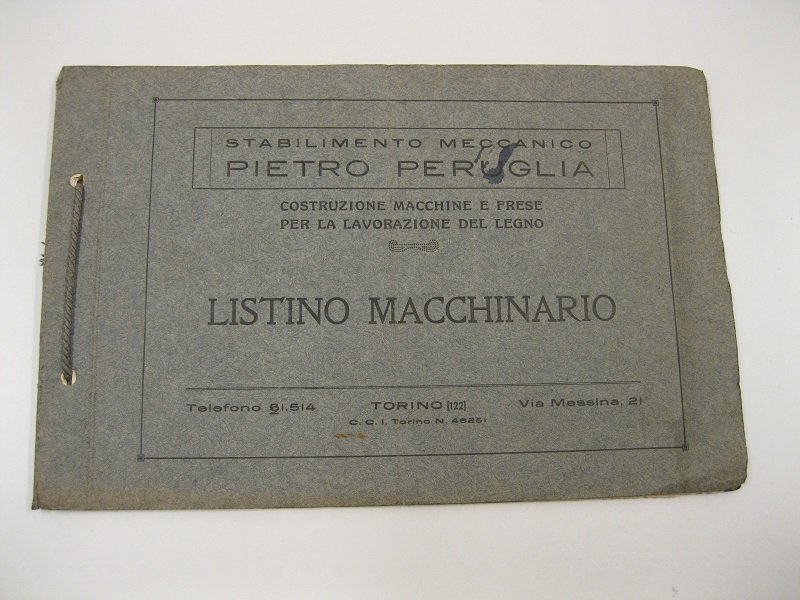 STABILIMENTO MECCANICO
PIETRO PERUGLIA
COSTRUZIONE MACCHINE E FRESE
PER LA LAVORAZIONE DEL LEGNO
LISTINO MACCHINARIO
Telefono 61.514 TORINO (122) Via Messina, 21
C. C. I. Torino N. 46251